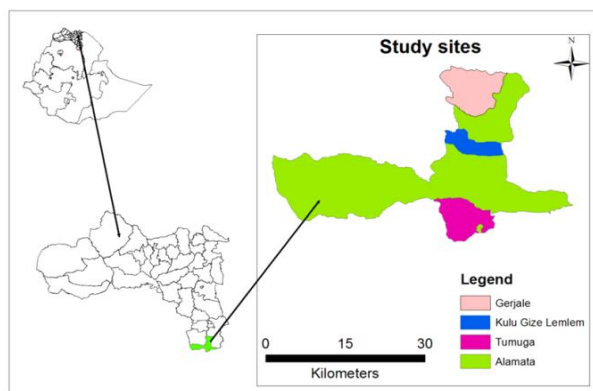 Study sites
N
Legend
Gerjale
Kulu Gize Lemlem
Tumuga
Alamata
0 15 30
Kilometers